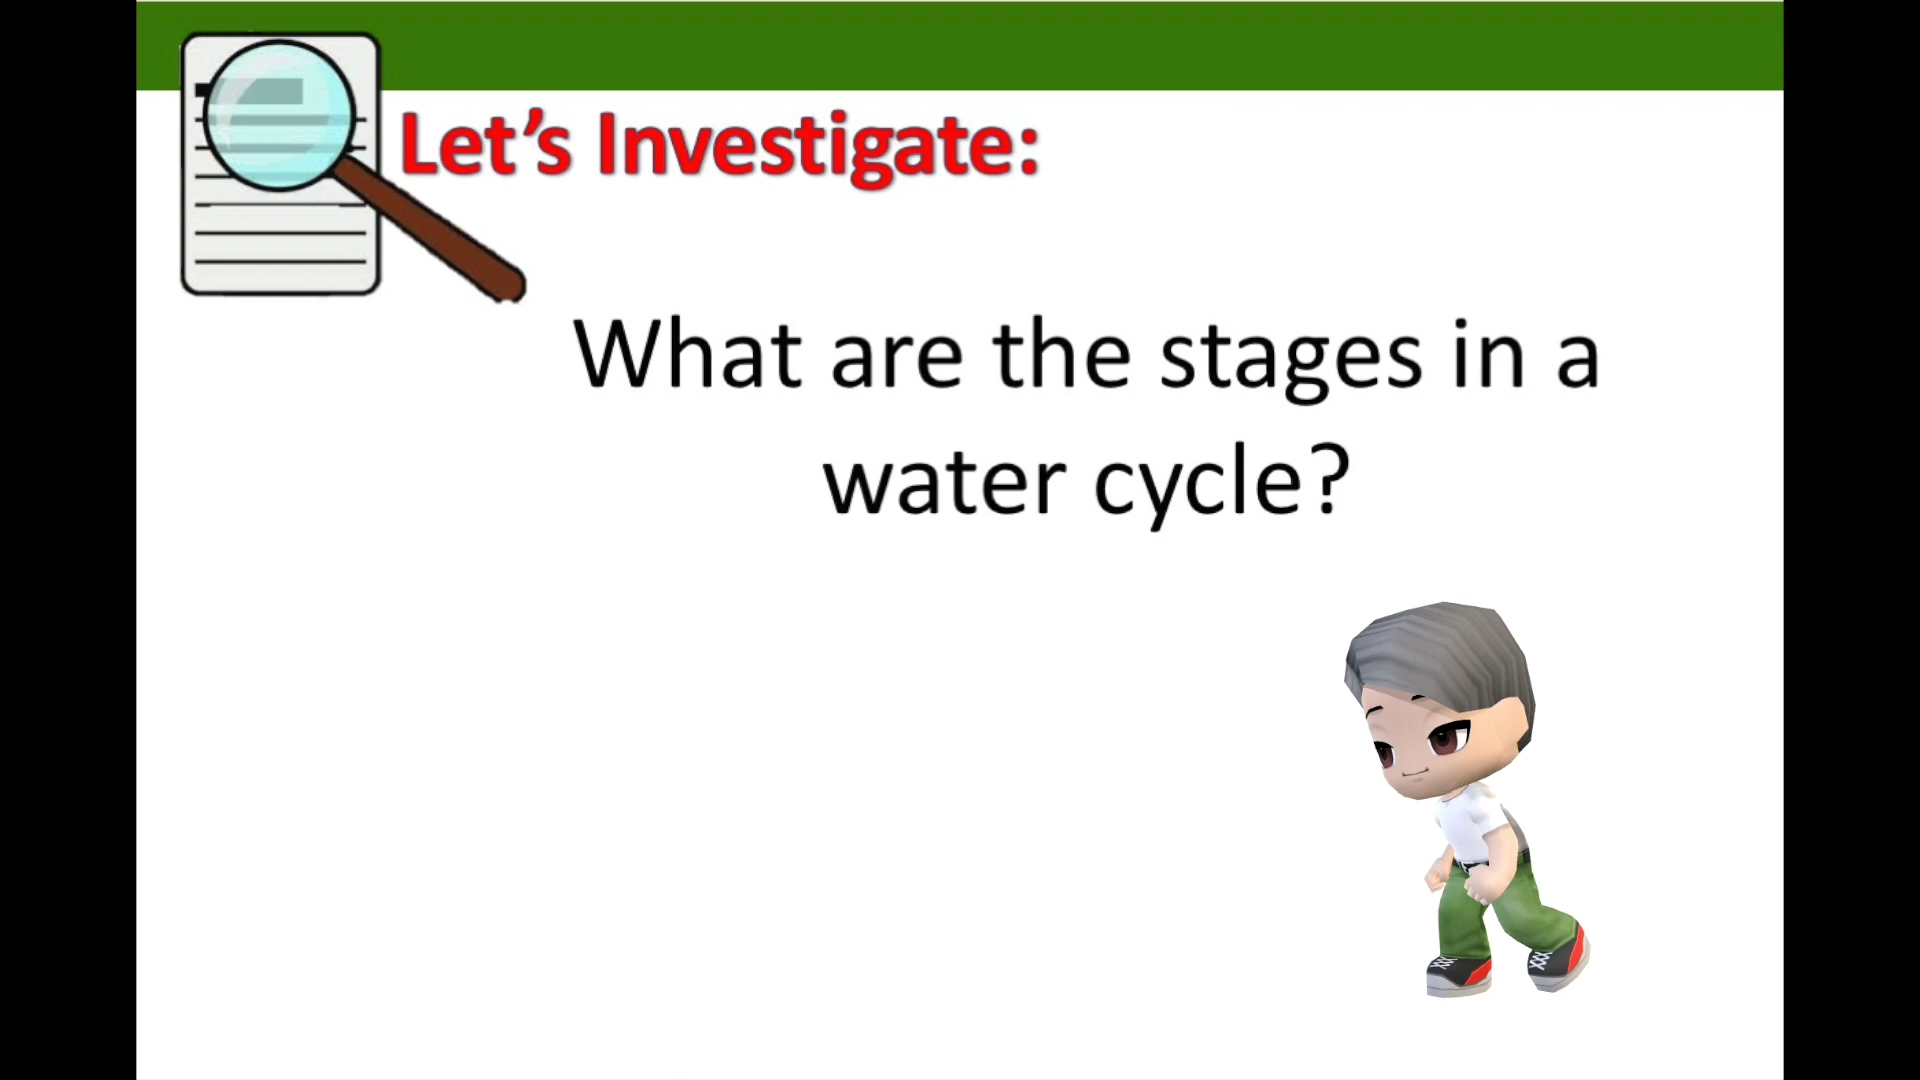 Let’s Investigate:
What are the stages in a
water cycle?